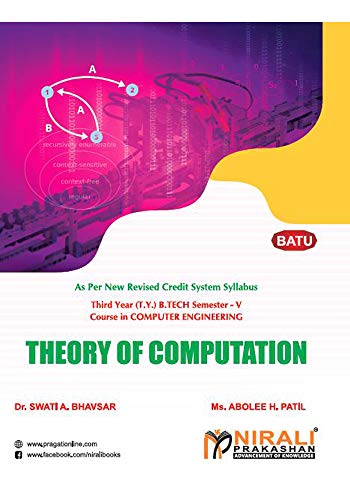 A
1
2
B
A
5
recursively enumerable
context-sensitive
context-free
regular
BATU
As Per New Revised Credit System Syllabus
Third Year (T.Y.) B.TECH Semester - V
Course in COMPUTER ENGINEERING
THEORY OF COMPUTATION
Dr. SWATI A. BHAVSAR
Ms. ABOLEE H. PATIL
www.pragationline.com
www.facebook.com/niralibooks
NIRALI
PRAKASHAN
ADVANCEMENT OF KNOWLEDGE